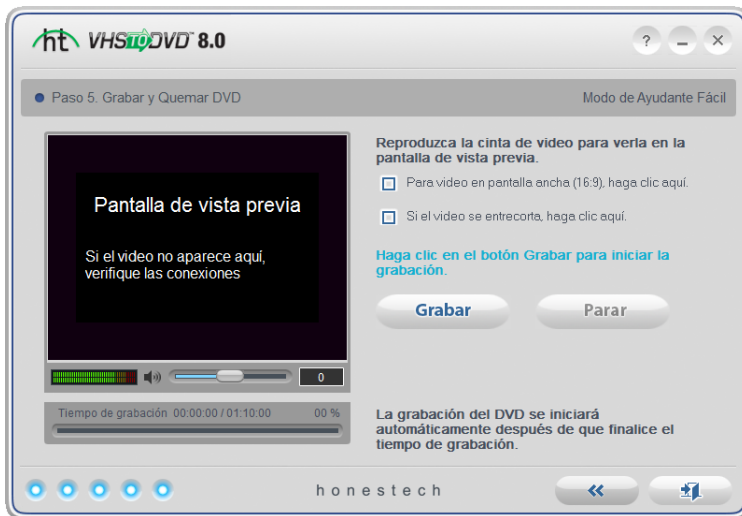 ht VHSTODVD™ 8.0
?
Paso 5. Grabar y Quemar DVD
Modo de Ayudante Fácil
Pantalla de vista previa
Si el video no aparece aquí,
verifique las conexiones
0
Tiempo de grabación 00:00:00 / 01:10:00 00 %
Reproduzca la cinta de video para verla en la
pantalla de vista previa.
Para video en pantalla ancha (16:9), haga clic aquí.
Si el video se entrecorta, haga clic aquí.
Haga clic en el botón Grabar para iniciar la
grabación.
Grabar
Parar
La grabación del DVD se iniciará
automáticamente después de que finalice el
tiempo de grabación.
honestech